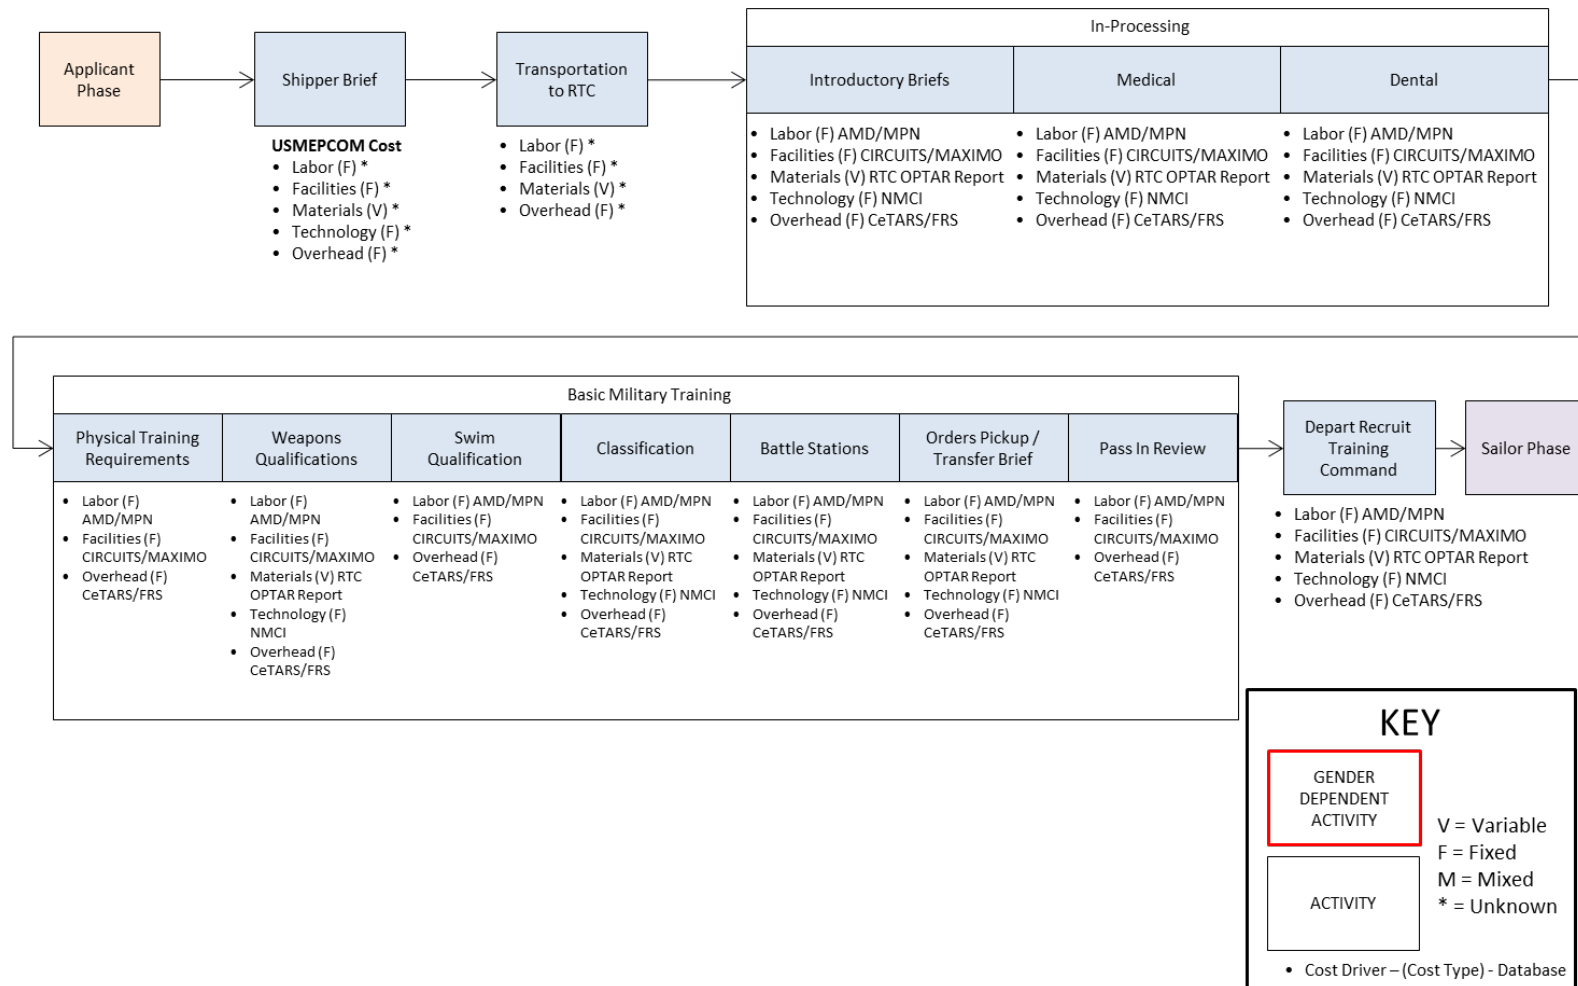 Applicant
Phase
Shipper Brief
Transportation
to RTC
In-Processing
Introductory Briefs
Medical
Dental
USMEPCOM Cost
• Labor (F) *
• Facilities (F) *
• Materials (V) *
• Technology (F) *
• Overhead (F) *
• Labor (F) *
• Facilities (F) *
• Materials (V) *
• Overhead (F) *
• Labor (F) AMD/MPN
• Facilities (F) CIRCUITS/MAXIMO
• Materials (V) RTC OPTAR Report
• Technology (F) NMCI
• Overhead (F) CeTARS/FRS
• Labor (F) AMD/MPN
• Facilities (F) CIRCUITS/MAXIMO
• Materials (V) RTC OPTAR Report
• Technology (F) NMCI
• Overhead (F) CeTARS/FRS
• Labor (F) AMD/MPN
• Facilities (F) CIRCUITS/MAXIMO
• Materials (V) RTC OPTAR Report
• Technology (F) NMCI
• Overhead (F) CeTARS/FRS
Basic Military Training
Physical Training
Requirements
Weapons
Qualifications
Swim
Qualification
Classification
Battle Stations
Orders Pickup /
Transfer Brief
Pass In Review
Depart Recruit
Training
Command
Sailor Phase
• Labor (F)
AMD/MPN
• Facilities (F)
CIRCUITS/MAXIMO
• Overhead (F)
CeTARS/FRS
• Labor (F)
AMD/MPN
• Facilities (F)
CIRCUITS/MAXIMO
• Materials (V) RTC
OPTAR Report
• Technology (F)
NMCI
• Overhead (F)
CeTARS/FRS
• Labor (F) AMD/MPN
• Facilities (F)
CIRCUITS/MAXIMO
• Overhead (F)
CeTARS/FRS
• Labor (F) AMD/MPN
• Facilities (F)
CIRCUITS/MAXIMO
• Materials (V) RTC
OPTAR Report
• Technology (F) NMCI
• Overhead (F)
CeTARS/FRS
• Labor (F) AMD/MPN
• Facilities (F)
CIRCUITS/MAXIMO
• Materials (V) RTC
OPTAR Report
• Technology (F) NMCI
• Overhead (F)
CeTARS/FRS
• Labor (F) AMD/MPN
• Facilities (F)
CIRCUITS/MAXIMO
• Materials (V) RTC
OPTAR Report
• Technology (F) NMCI
• Overhead (F)
CeTARS/FRS
• Labor (F) AMD/MPN
• Facilities (F)
CIRCUITS/MAXIMO
• Overhead (F)
CeTARS/FRS
• Labor (F) AMD/MPN
• Facilities (F) CIRCUITS/MAXIMO
• Materials (V) RTC OPTAR Report
• Technology (F) NMCI
• Overhead (F) CeTARS/FRS
KEY
GENDER
DEPENDENT
ACTIVITY
ACTIVITY
V = Variable
F = Fixed
M = Mixed
* = Unknown
• Cost Driver – (Cost Type) - Database